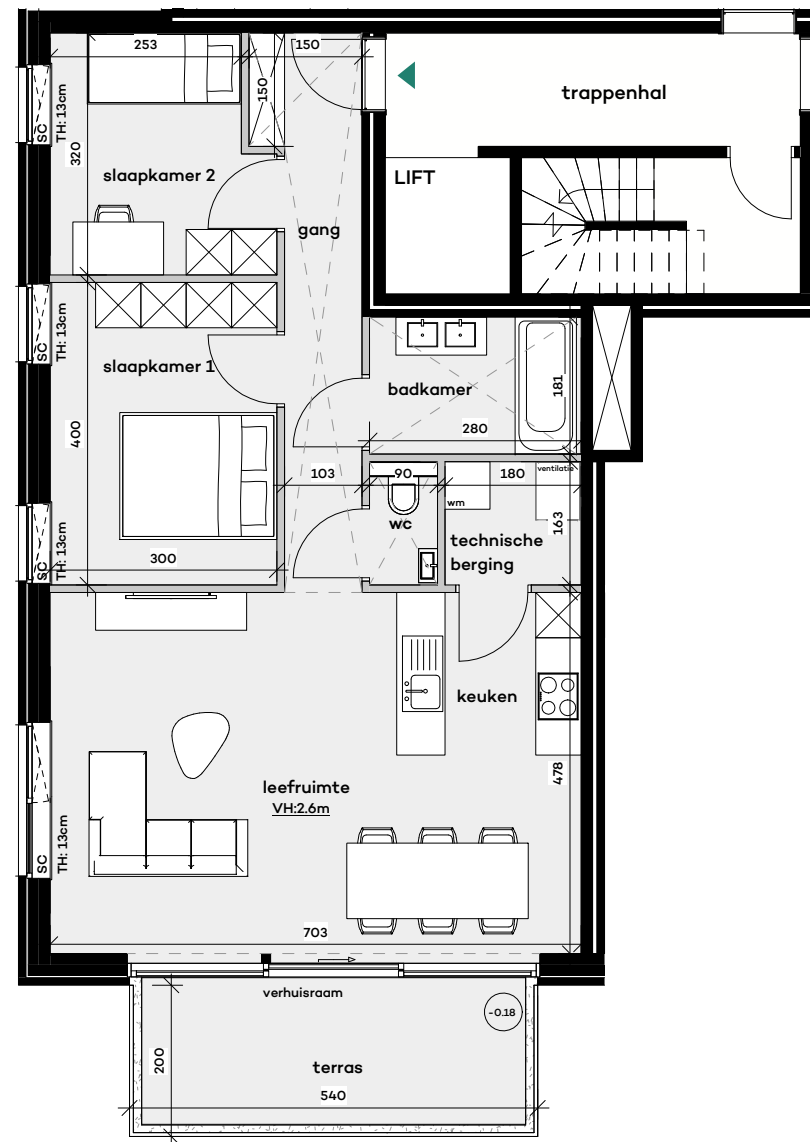 253
150
150
trappenhal
SC
TH: 13cm
320
slaapkamer 2
LIFT
gang
SC
TH: 13cm
slaapkamer 1
badkamer
181
400
280
103
90
180
ventilatie
wm
wc
163
technische
berging
SC
TH: 13cm
300
keuken
478
leefruimte
VH:2.6m
SC
TH: 13cm
703
verhuisraam
-0.18
200
terras
540